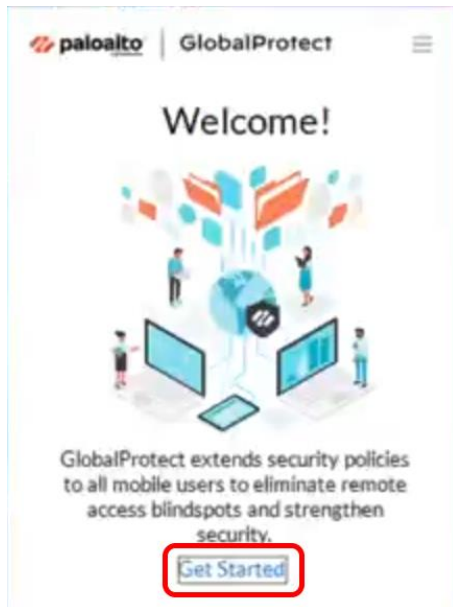 paloalto GlobalProtect
Welcome!
GlobalProtect extends security policies
to all mobile users to eliminate remote
access blindspots and strengthen
security.
Get Started